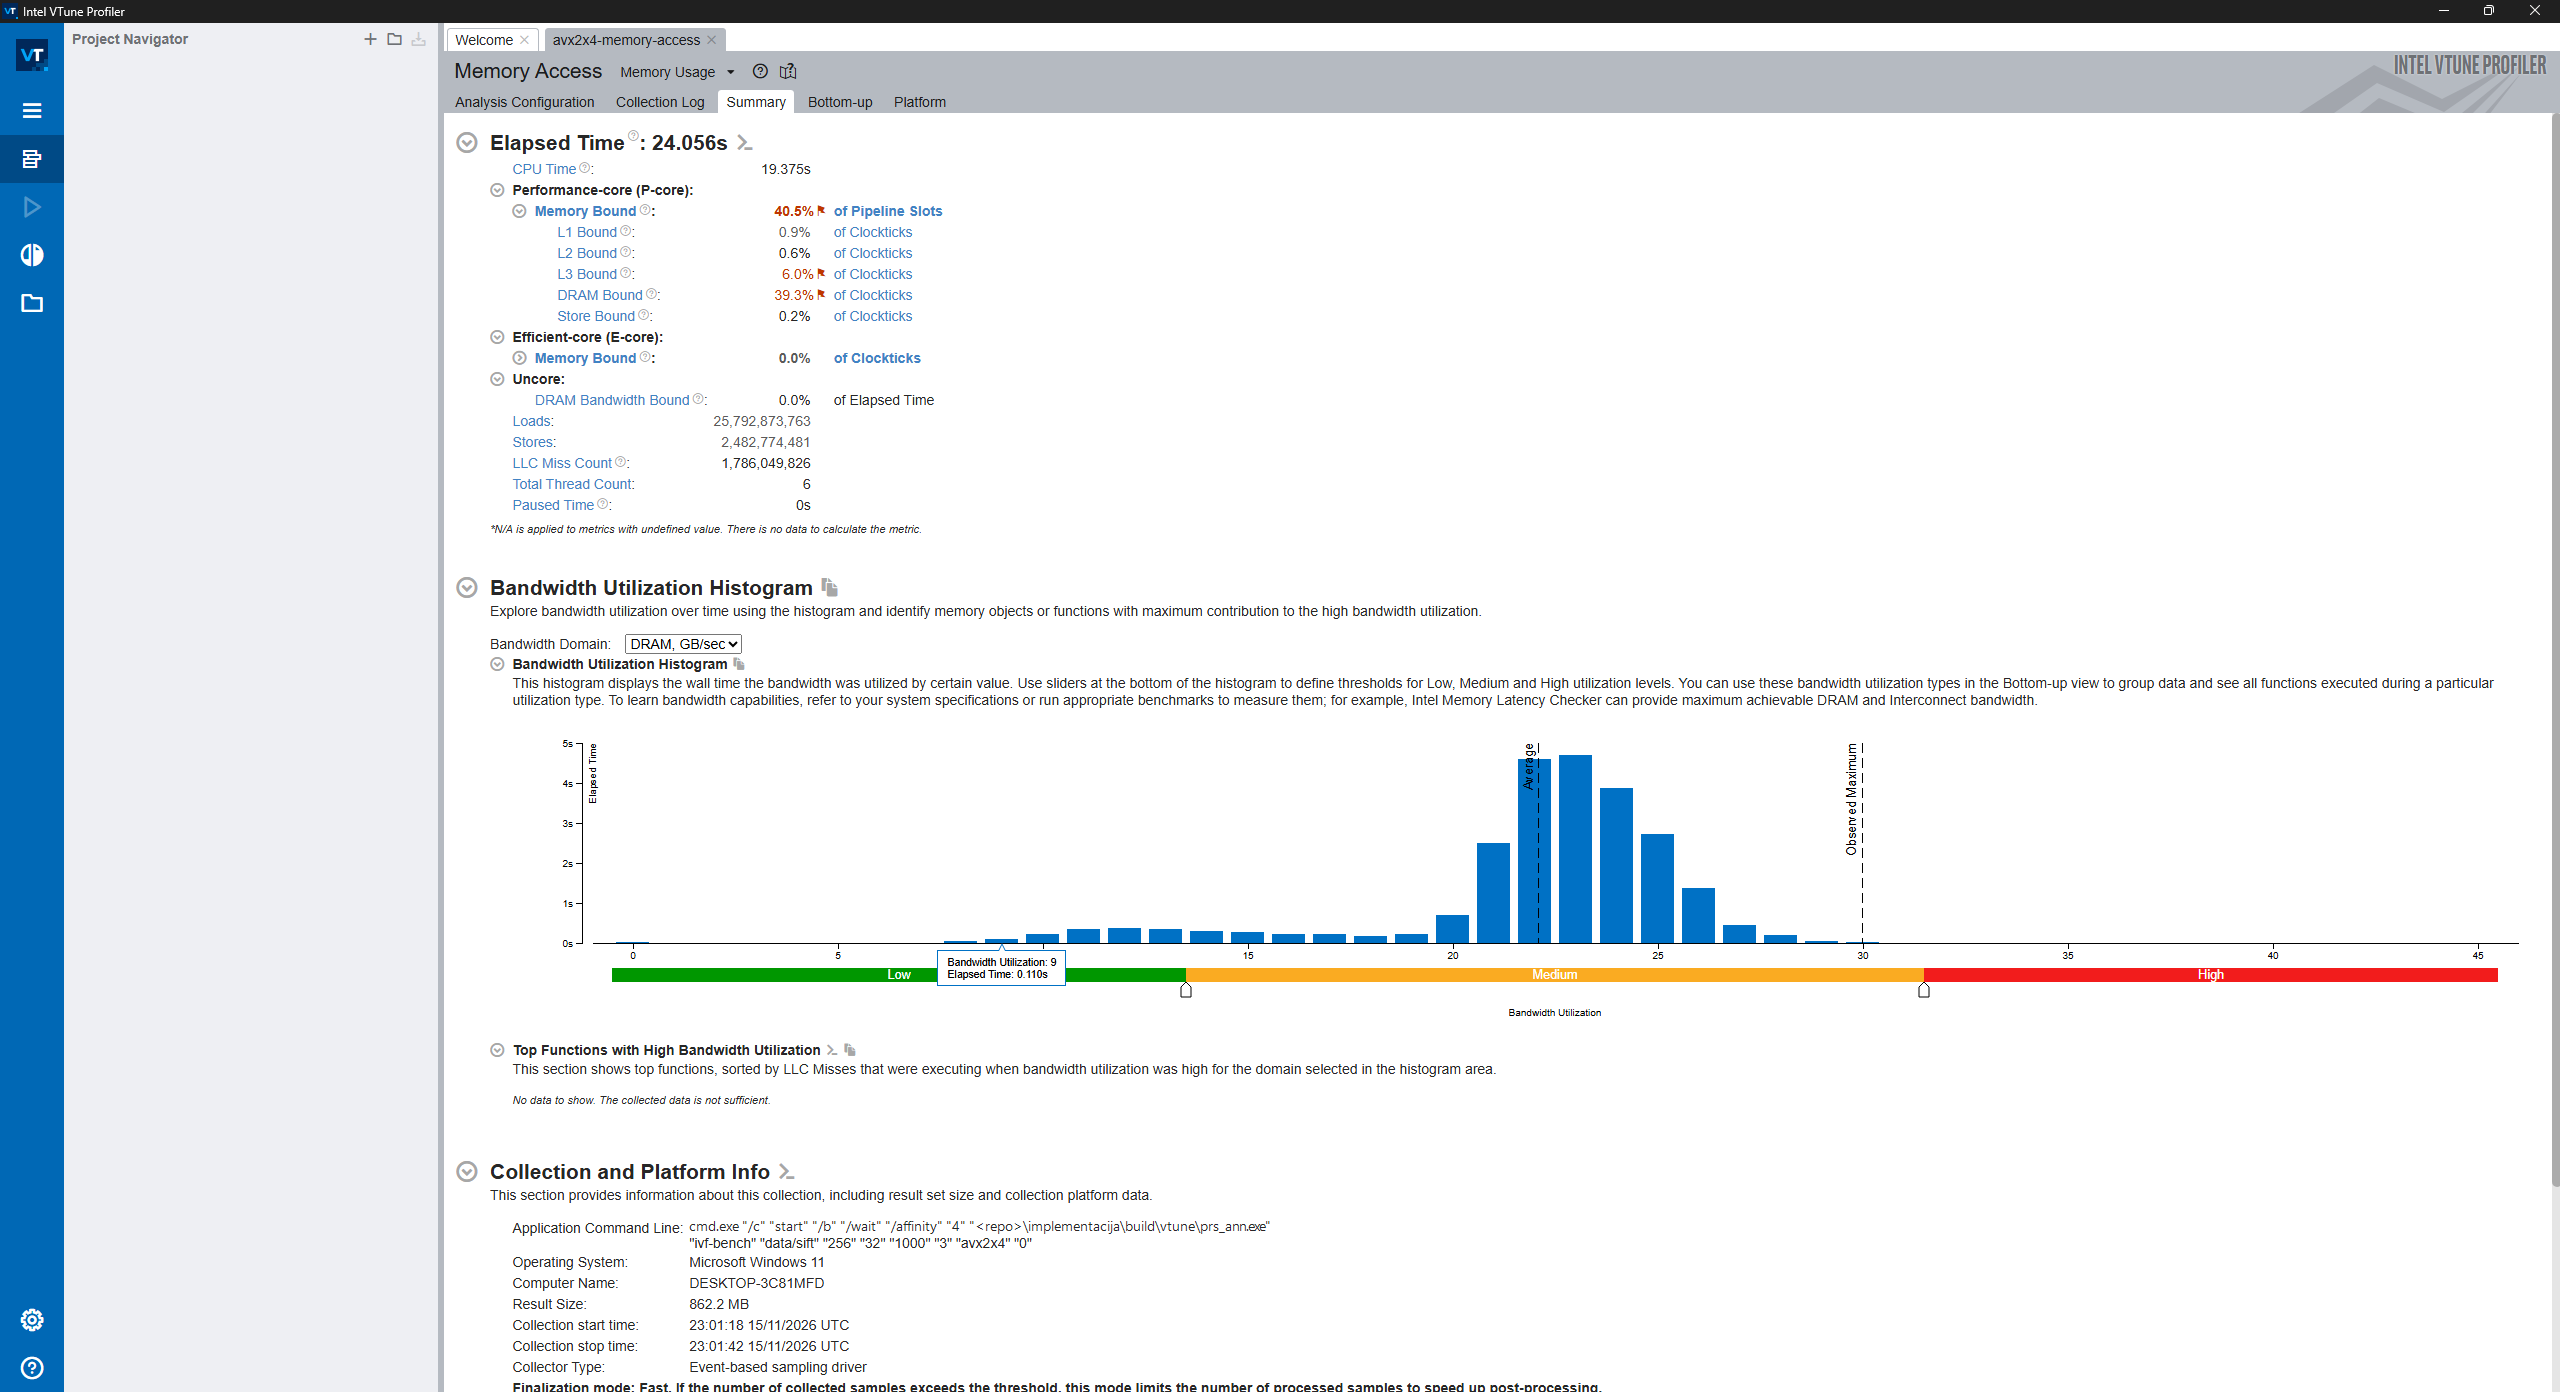 Intel VTune Profiler
Project Navigator
Welcome
avx2x4-memory-access
Memory Access Memory Usage
INTEL VTUNE PROFILER
Analysis Configuration Collection Log Summary Bottom-up Platform
Elapsed Time: 24.056s
CPU Time: 19.375s
Performance-core (P-core):
Memory Bound: 40.5% of Pipeline Slots
L1 Bound: 0.9% of Clockticks
L2 Bound: 0.6% of Clockticks
L3 Bound: 6.0% of Clockticks
DRAM Bound: 39.3% of Clockticks
Store Bound: 0.2% of Clockticks
Efficient-core (E-core):
Memory Bound: 0.0% of Clockticks
Uncore:
DRAM Bandwidth Bound: 0.0% of Elapsed Time
Loads: 25,792,873,763
Stores: 2,482,774,481
LLC Miss Count: 1,786,049,826
Total Thread Count: 6
Paused Time: 0s
*N/A is applied to metrics with undefined value. There is no data to calculate the metric.
Bandwidth Utilization Histogram
Explore bandwidth utilization over time using the histogram and identify memory objects or functions with maximum contribution to the high bandwidth utilization.
Bandwidth Domain: DRAM, GB/sec
Bandwidth Utilization Histogram
This histogram displays the wall time the bandwidth was utilized by certain value. Use sliders at the bottom of the histogram to define thresholds for Low, Medium and High utilization levels. You can use these bandwidth utilization types in the Bottom-up view to group data and see all functions executed during a particular
utilization type. To learn bandwidth capabilities, refer to your system specifications or run appropriate benchmarks to measure them; for example, Intel Memory Latency Checker can provide maximum achievable DRAM and Interconnect bandwidth.
5s
4s
3s
2s
1s
0s
Elapsed Time
Average
Observed Maximum
0 5 15 20 25 30 35 40 45
Bandwidth Utilization: 9
Elapsed Time: 0.110s
Low Medium High
Bandwidth Utilization
Top Functions with High Bandwidth Utilization
This section shows top functions, sorted by LLC Misses that were executing when bandwidth utilization was high for the domain selected in the histogram area.
No data to show. The collected data is not sufficient.
Collection and Platform Info
This section provides information about this collection, including result set size and collection platform data.
Application Command Line: cmd.exe "/c" "start" "/b" "/wait" "/affinity" "4" "<repo>\implementacija\build\vtune\prs_ann.exe"
"ivf-bench" "data/sift" "256" "32" "1000" "3" "avx2x4" "0"
Operating System: Microsoft Windows 11
Computer Name: DESKTOP-3C81MFD
Result Size: 862.2 MB
Collection start time: 23:01:18 15/11/2026 UTC
Collection stop time: 23:01:42 15/11/2026 UTC
Collector Type: Event-based sampling driver
Finalization mode: Fast. If the number of collected samples exceeds the threshold, this mode limits the number of processed samples to speed up post-processing.